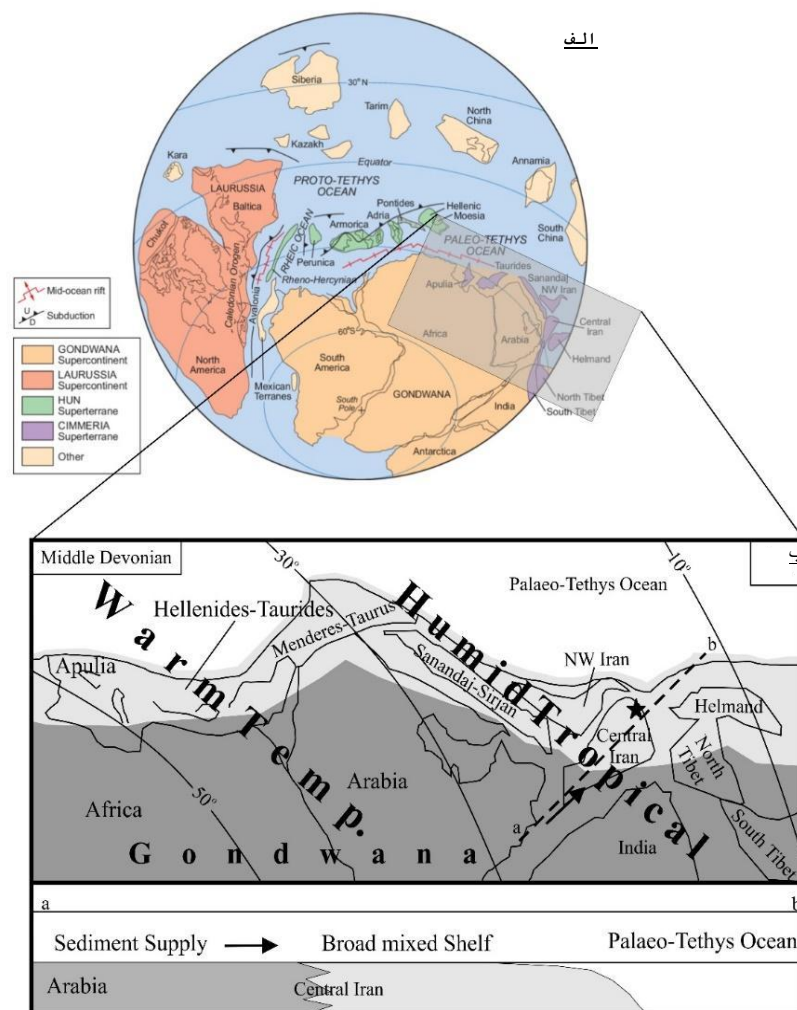 الف
Siberia
30° N
Tarim
North
China
Kazakh
Kara
Equator
Annamia
LAURUSSIA
PROTO-TETHYS
OCEAN
Baltica
Pontides
Hellenic
Adria
Moesia
Armorica
South
China
Chukot
RHEIC OCEAN
PALEO-TETHYS
OCEAN
Perunica
Taurides
Sanandaj
NW Iran
Rheno-Hercynian
Caledonian Orogen
Avalonia
Apulia
Central
Iran
Mid-ocean rift
U
D
Subduction
Africa
Arabia
60°S
Helmand
North
America
South
America
GONDWANA
Supercontinent
LAURUSSIA
Supercontinent
HUN
Superterrane
CIMMERIA
Superterrane
Other
Mexican
Terranes
South
Pole
GONDWANA
North Tibet
India
South Tibet
Antarctica
Middle Devonian
30°
10°
ب
Palaeo-Tethys Ocean
Warm Temp.
Humid Tropical
Hellenides-Taurides
Menderes-Taurus
b
Apulia
NW Iran
Sanandaj-Sirjan
Helmand
Central
Iran
North
Tibet
Arabia
Africa
50°
a
South Tibet
India
Gondwana
a
b
Sediment Supply
Broad mixed Shelf
Palaeo-Tethys Ocean
Arabia
Central Iran